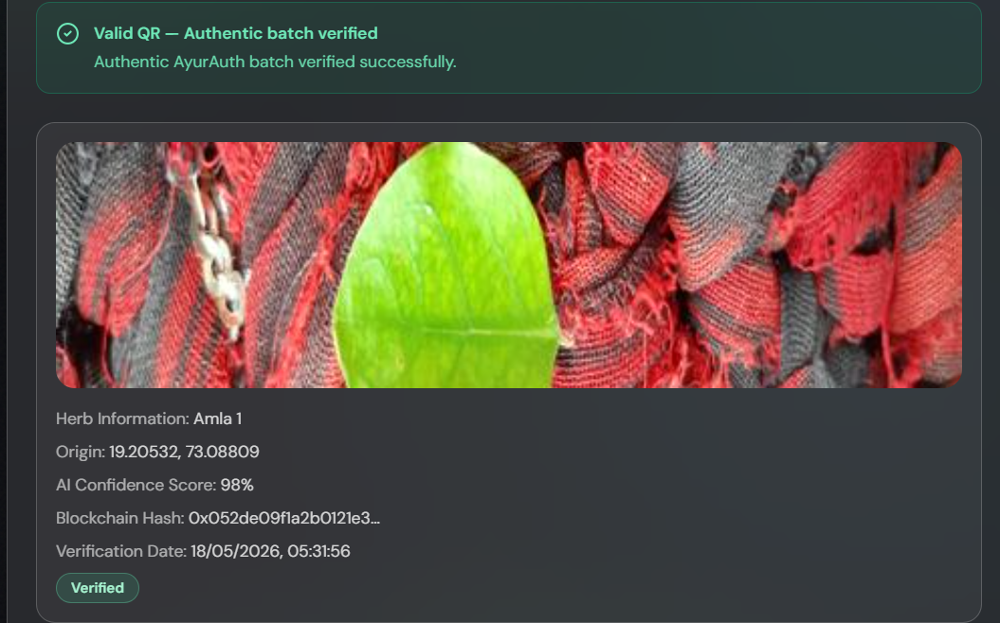 Valid QR — Authentic batch verified
Authentic AyurAuth batch verified successfully.
Herb Information: Amla 1
Origin: 19.20532, 73.08809
AI Confidence Score: 98%
Blockchain Hash: 0x052de09f1a2b0121e3...
Verification Date: 18/05/2026, 05:31:56
Verified